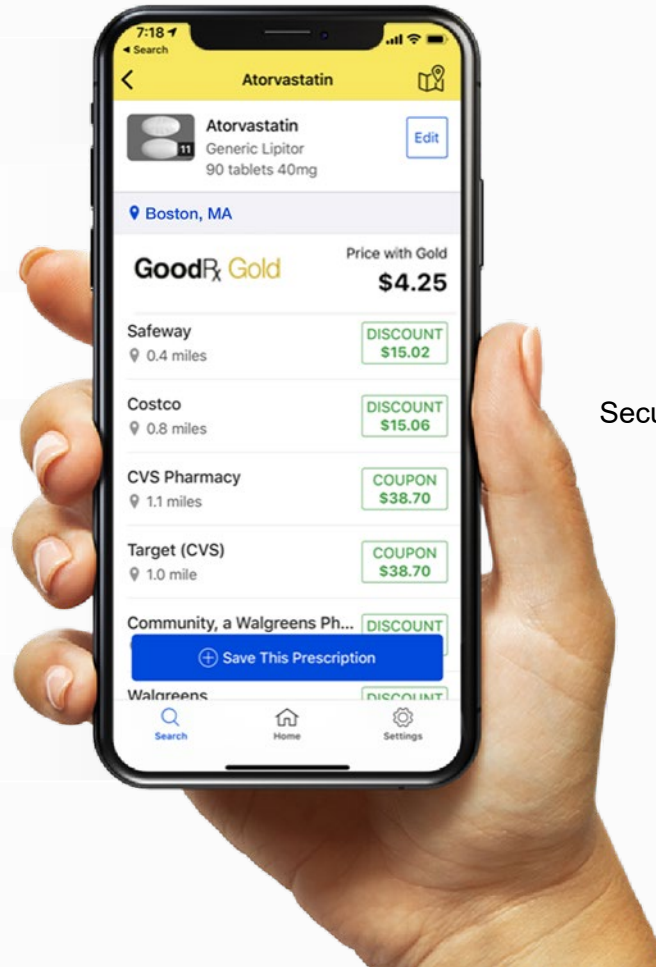 7:18
Search
Atorvastatin
Atorvastatin
Generic Lipitor
90 tablets 40mg
11
Edit
Boston, MA
GoodRx Gold
Price with Gold
$4.25
Safeway
0.4 miles
DISCOUNT
$15.02
Costco
0.8 miles
DISCOUNT
$15.06
CVS Pharmacy
1.1 miles
COUPON
$38.70
Target (CVS)
1.0 mile
COUPON
$38.70
Community, a Walgreens Ph...
DISCOUNT
Save This Prescription
Walgreens
DISCOUNT
Search
Home
Settings